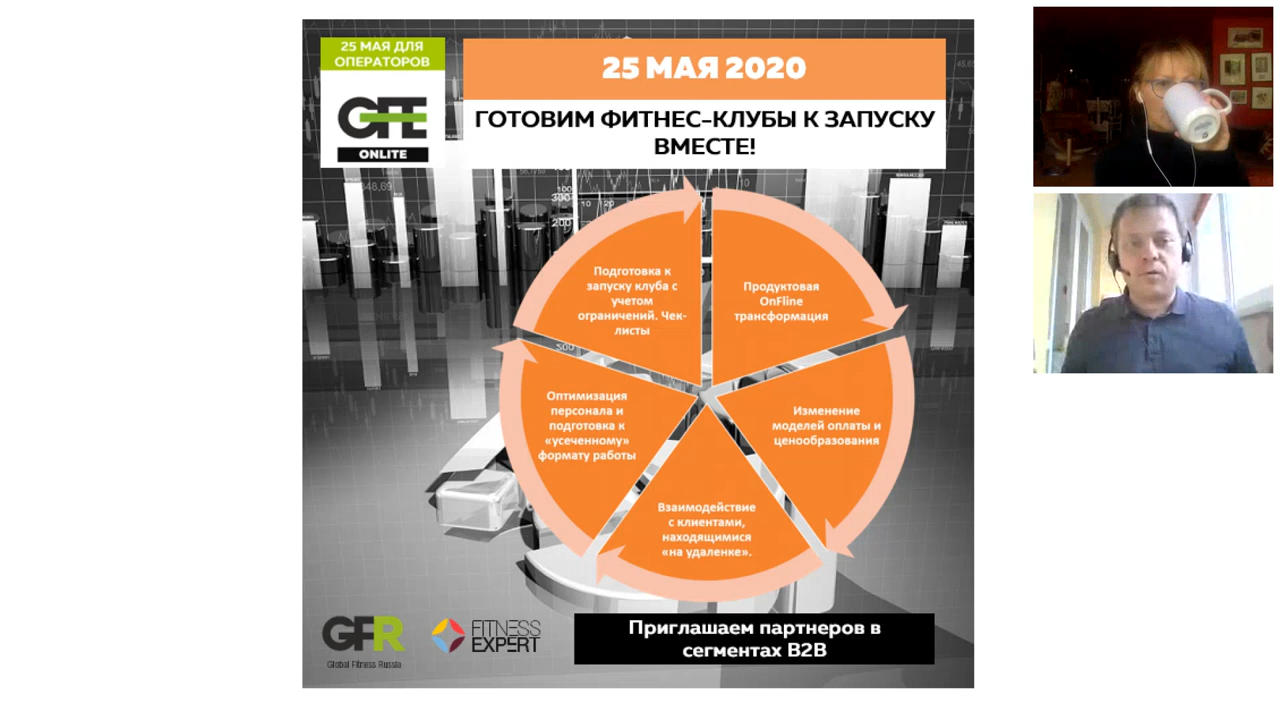 25 МАЯ ДЛЯ
ОПЕРАТОРОВ
GFE
ONLITE
25 МАЯ 2020
ГОТОВИМ ФИТНЕС-КЛУБЫ К ЗАПУСКУ
ВМЕСТЕ!
Подготовка к
запуску клуба с
учетом
ограничений. Чек-
листы
Продуктовая
OnFline
трансформация
Изменение
моделей оплаты и
ценообразования
Взаимодействие
с клиентами,
находящимися
«на удаленке».
Оптимизация
персонала и
подготовка к
«усеченному»
формату работы
GFR
Global Fitness Russia
FITNESS
EXPERT
Приглашаем партнеров в
сегментах B2B